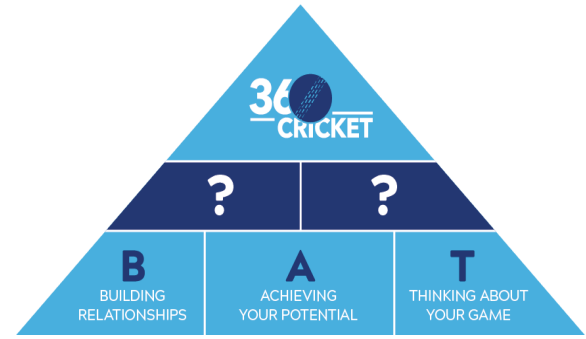 360
CRICKET
? ?
B A T
BUILDING
RELATIONSHIPS
ACHIEVING
YOUR POTENTIAL
THINKING ABOUT
YOUR GAME